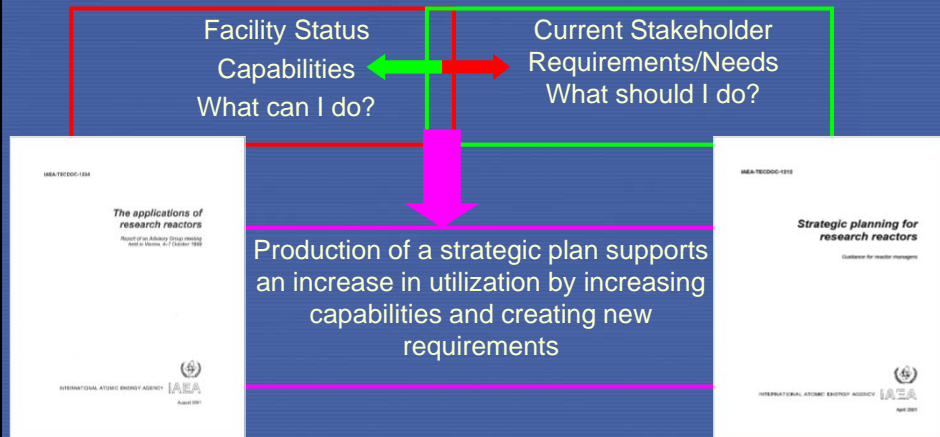 Facility Status
Capabilities
What can I do?
Current Stakeholder
Requirements/Needs
What should I do?
IAEA-TECDOC-1234
The applications of
research reactors
Report of an Advisory Group meeting
held in Vienna, 4–7 October 1999
INTERNATIONAL ATOMIC ENERGY AGENCY IAEA
August 2001
Production of a strategic plan supports
an increase in utilization by increasing
capabilities and creating new
requirements
IAEA-TECDOC-1212
Strategic planning for
research reactors
Guidance for reactor managers
INTERNATIONAL ATOMIC ENERGY AGENCY IAEA
April 2001